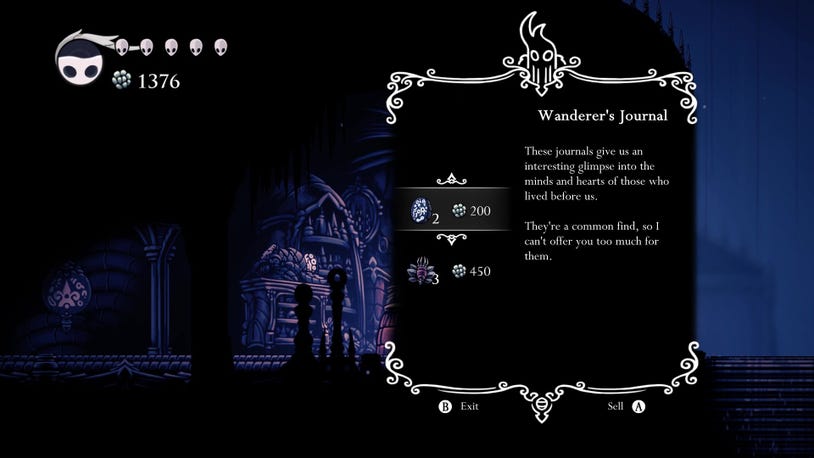 1376
Wanderer's Journal
These journals give us an
interesting glimpse into the
minds and hearts of those who
lived before us.
They're a common find, so I
can't offer you too much for
them.
2 200
3 450
B Exit
Sell A